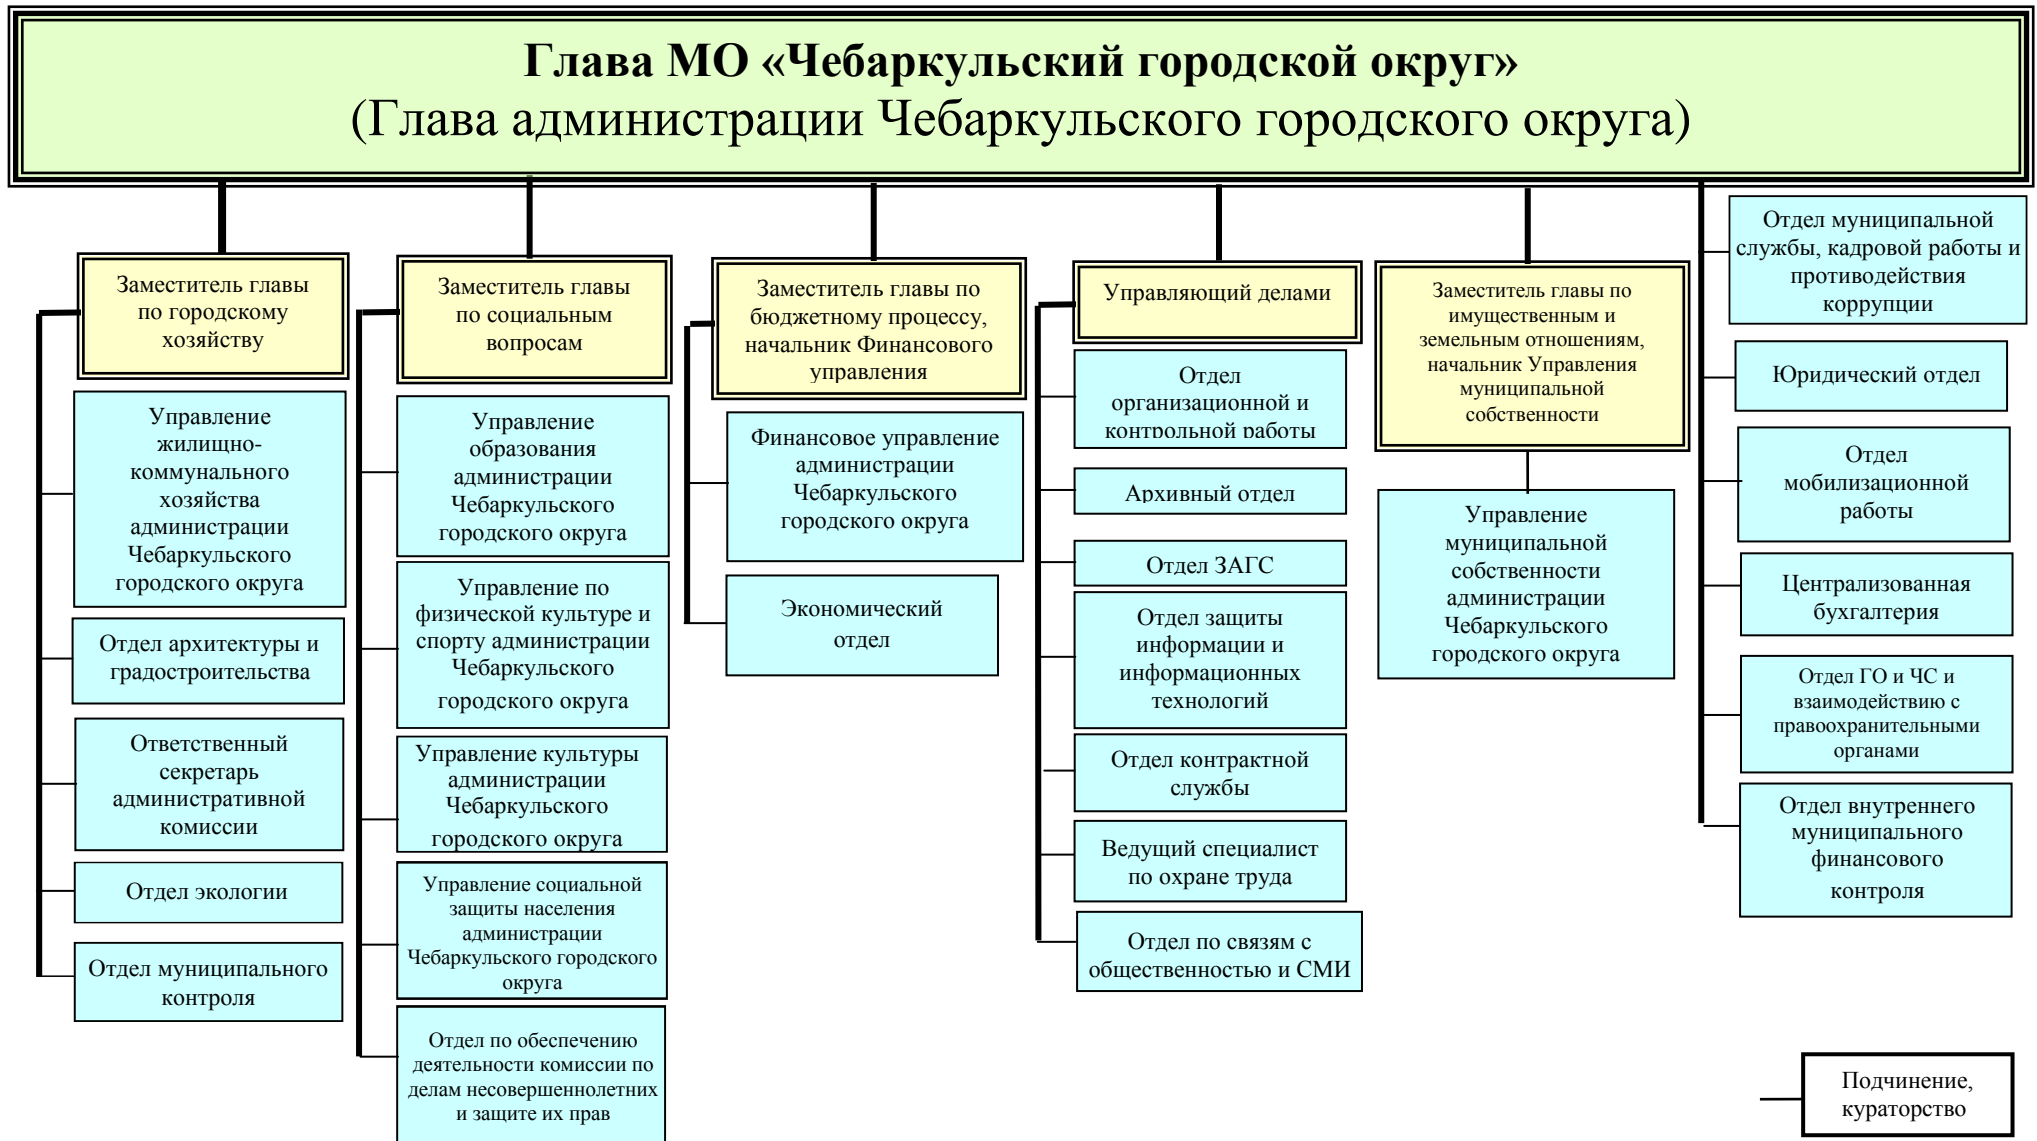 Глава МО «Чебаркульский городской округ»
(Глава администрации Чебаркульского городского округа)
Заместитель главы
по городскому
хозяйству
Управление
жилищно-
коммунального
хозяйства
администрации
Чебаркульского
городского округа
Отдел архитектуры и
градостроительства
Ответственный
секретарь
административной
комиссии
Отдел экологии
Отдел муниципального
контроля
Заместитель главы
по социальным
вопросам
Управление
образования
администрации
Чебаркульского
городского округа
Управление по
физической культуре и
спорту администрации
Чебаркульского
городского округа
Управление культуры
администрации
Чебаркульского
городского округа
Управление социальной
защиты населения
администрации
Чебаркульского городского
округа
Отдел по обеспечению
деятельности комиссии по
делам несовершеннолетних
и защите их прав
Заместитель главы по
бюджетному процессу,
начальник Финансового
управления
Финансовое управление
администрации
Чебаркульского
городского округа
Экономический
отдел
Управляющий делами
Отдел
организационной и
контрольной работы
Архивный отдел
Отдел ЗАГС
Отдел защиты
информации и
информационных
технологий
Отдел контрактной
службы
Ведущий специалист
по охране труда
Отдел по связям с
общественностью и СМИ
Заместитель главы по
имущественным и
земельным отношениям,
начальник Управления
муниципальной
собственности
Управление
муниципальной
собственности
администрации
Чебаркульского
городского округа
Отдел муниципальной
службы, кадровой работы и
противодействия
коррупции
Юридический отдел
Отдел
мобилизационной
работы
Централизованная
бухгалтерия
Отдел ГО и ЧС и
взаимодействию с
правоохранительными
органами
Отдел внутреннего
муниципального
финансового
контроля
Подчинение,
кураторство